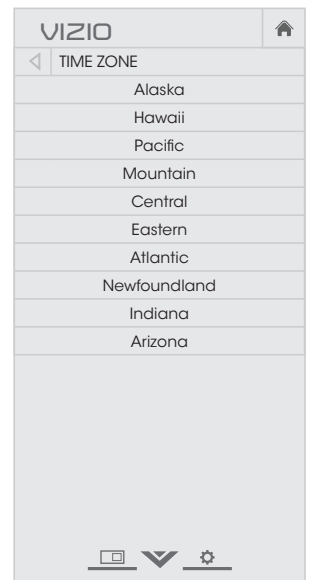 VIZIO
TIME ZONE
Alaska
Hawaii
Pacific
Mountain
Central
Eastern
Atlantic
Newfoundland
Indiana
Arizona